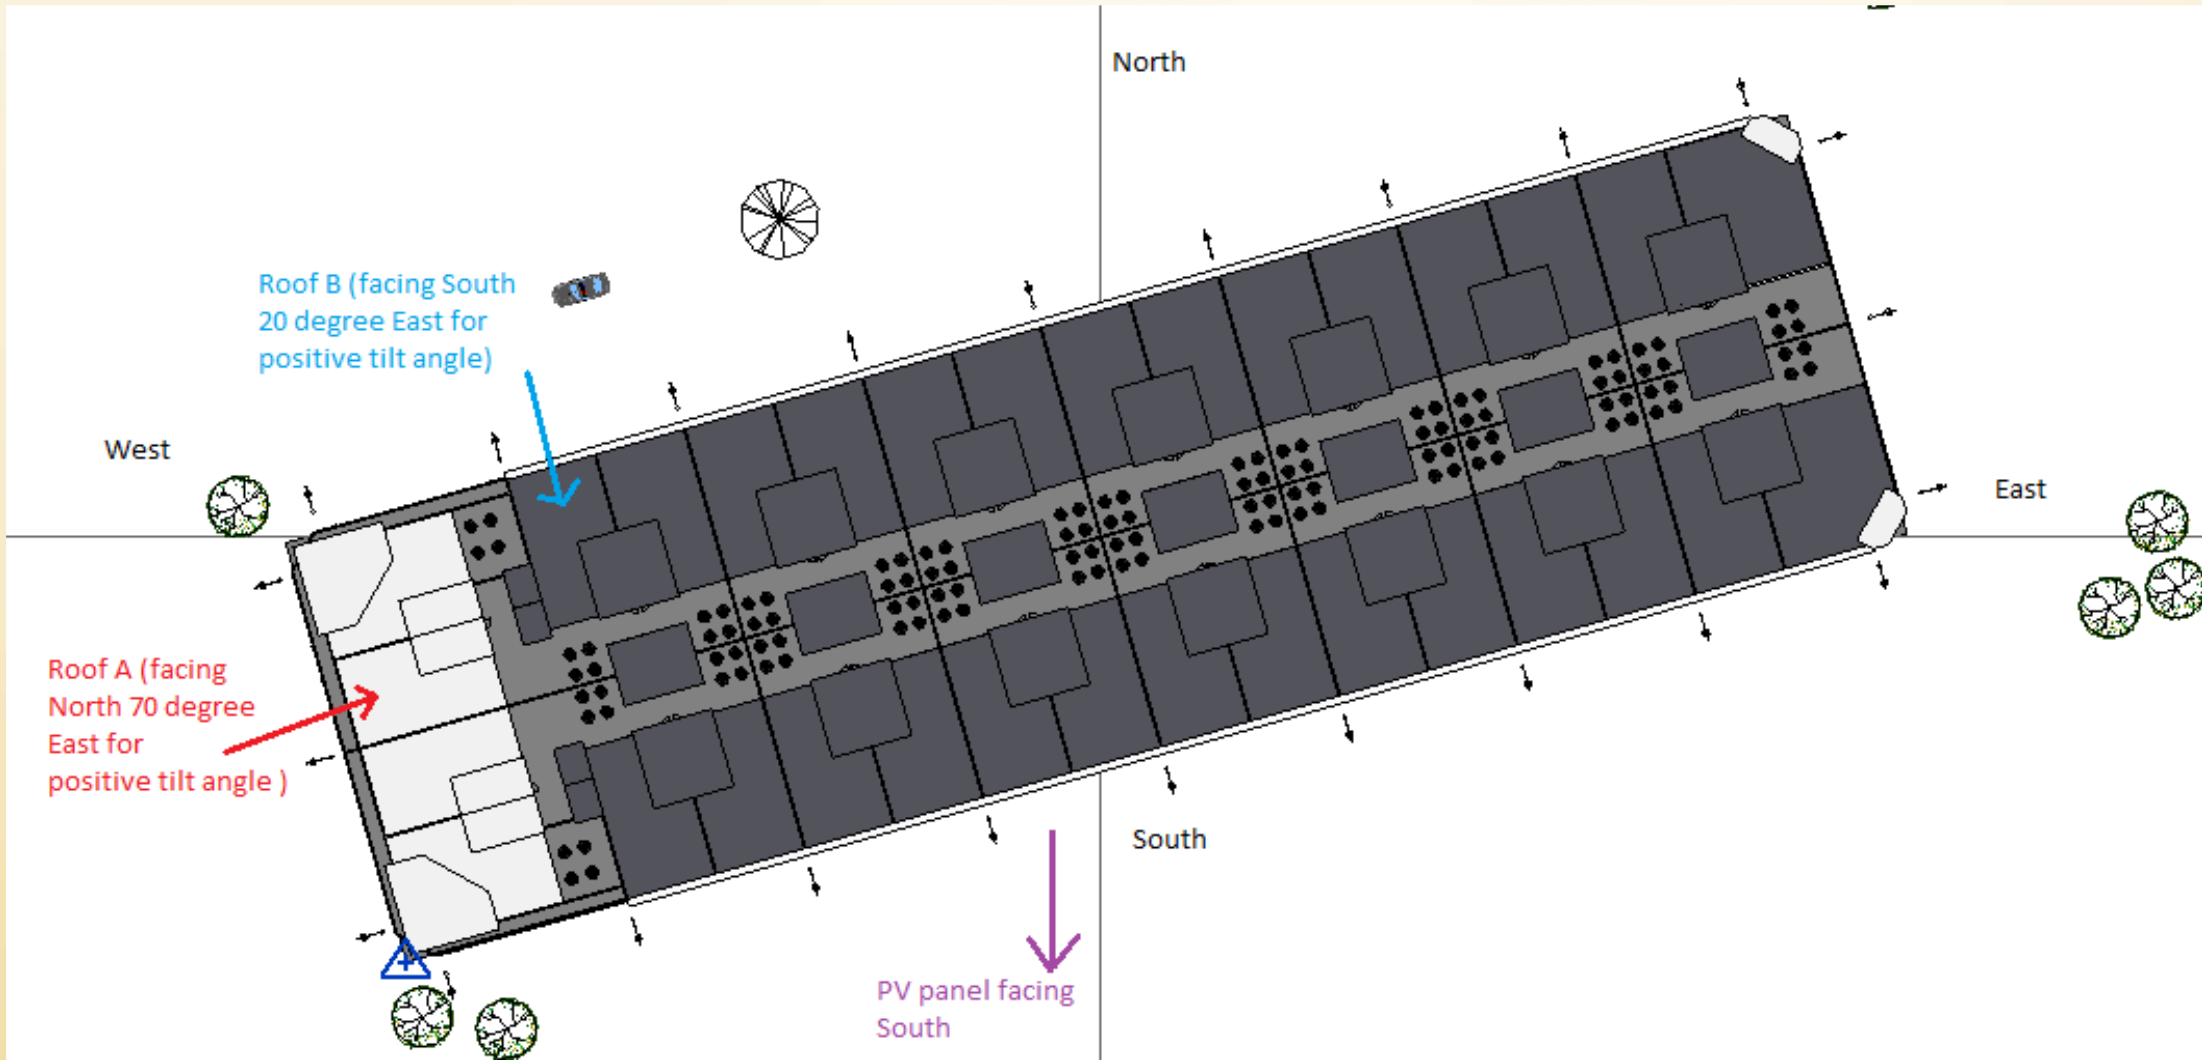 North
Roof B (facing South
20 degree East for
positive tilt angle)
West
East
Roof A (facing
North 70 degree
East for
positive tilt angle )
South
PV panel facing
South